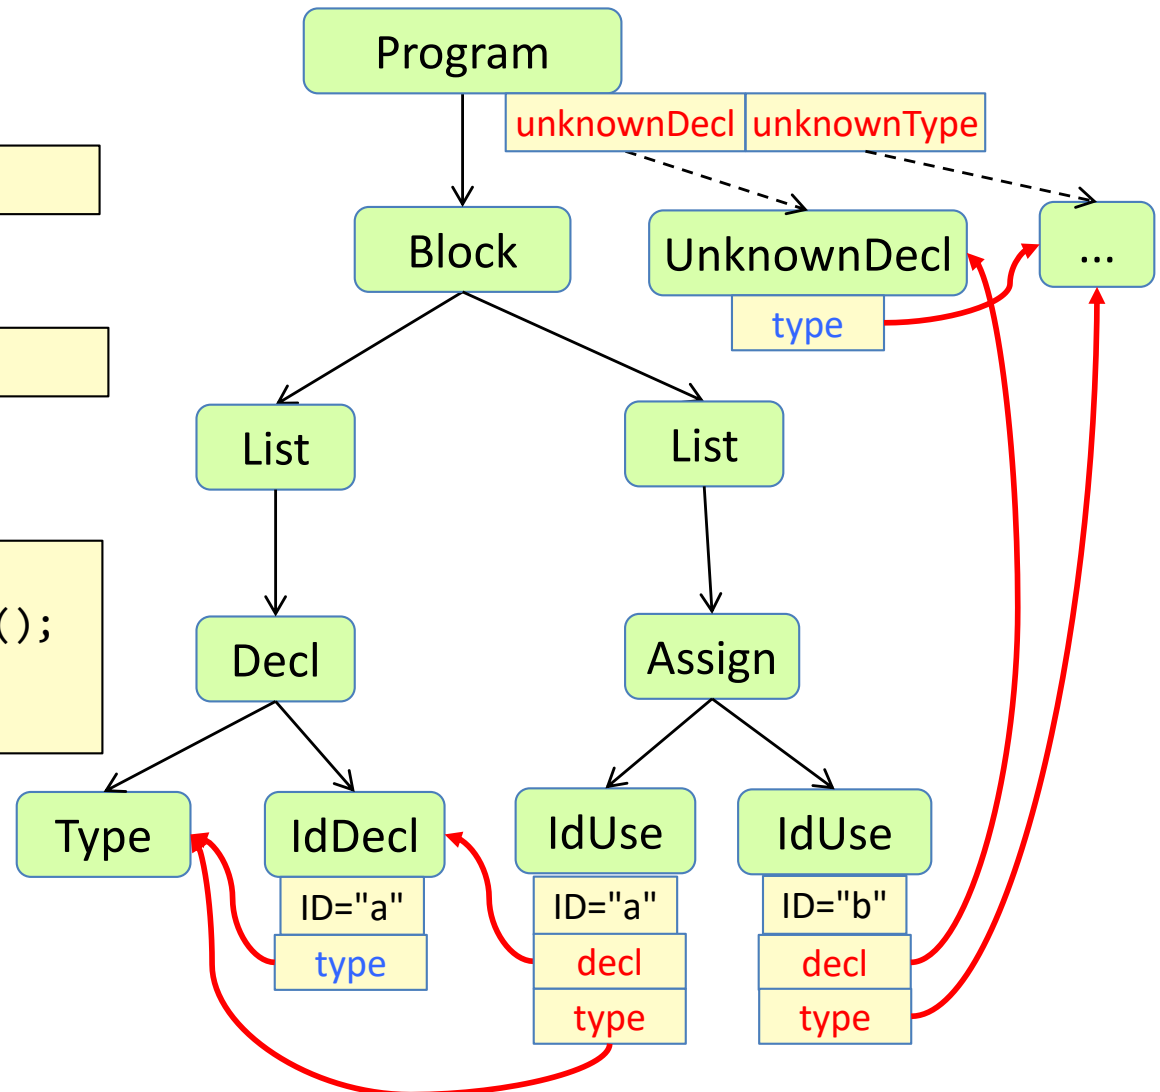 Program
unknownDecl unknownType
Block
UnknownDecl
...
type
List
List
();
Decl
Assign
Type
IdDecl
IdUse
IdUse
ID="a"
ID="a"
ID="b"
type
decl
decl
type
type